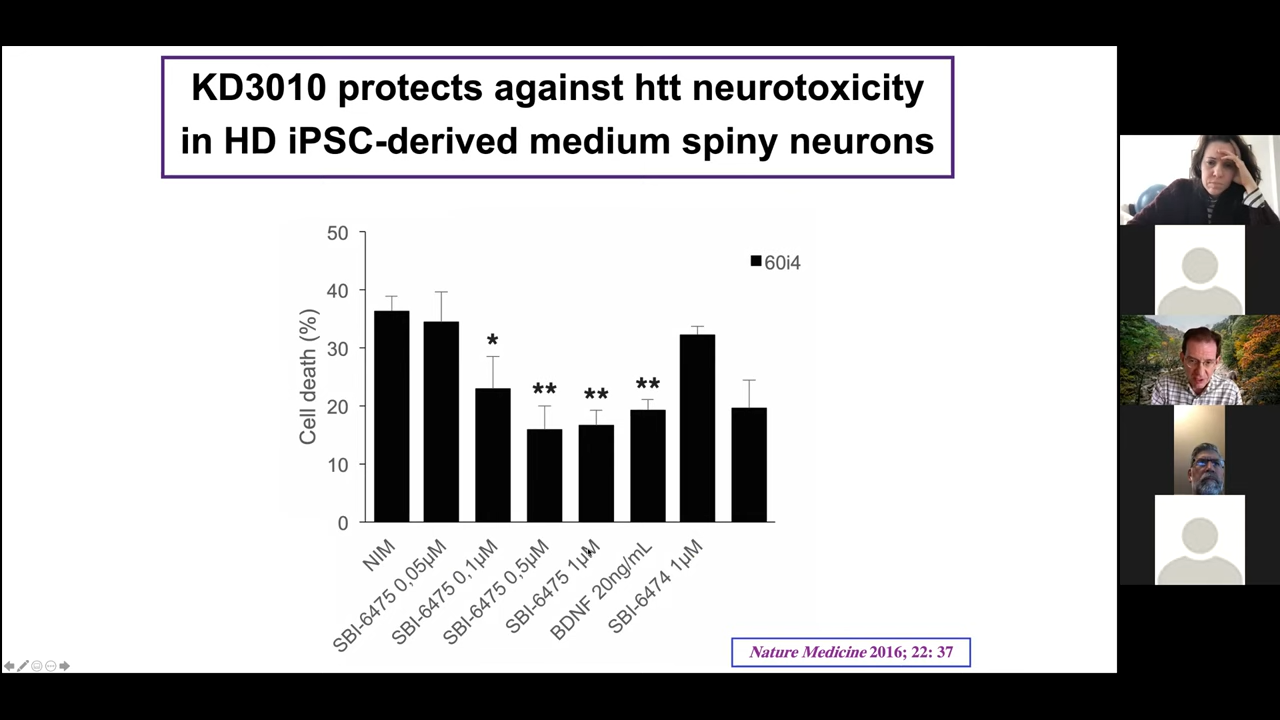 KD3010 protects against htt neurotoxicity
in HD iPSC-derived medium spiny neurons
50
40
30
20
10
0
Cell death (%)
60i4
*
**
**
**
NIM
SBI-6475 0,05µM
SBI-6475 0,1µM
SBI-6475 0,5µM
SBI-6475 1µM
BDNF 20ng/mL
SBI-6474 1µM
Nature Medicine 2016; 22: 37